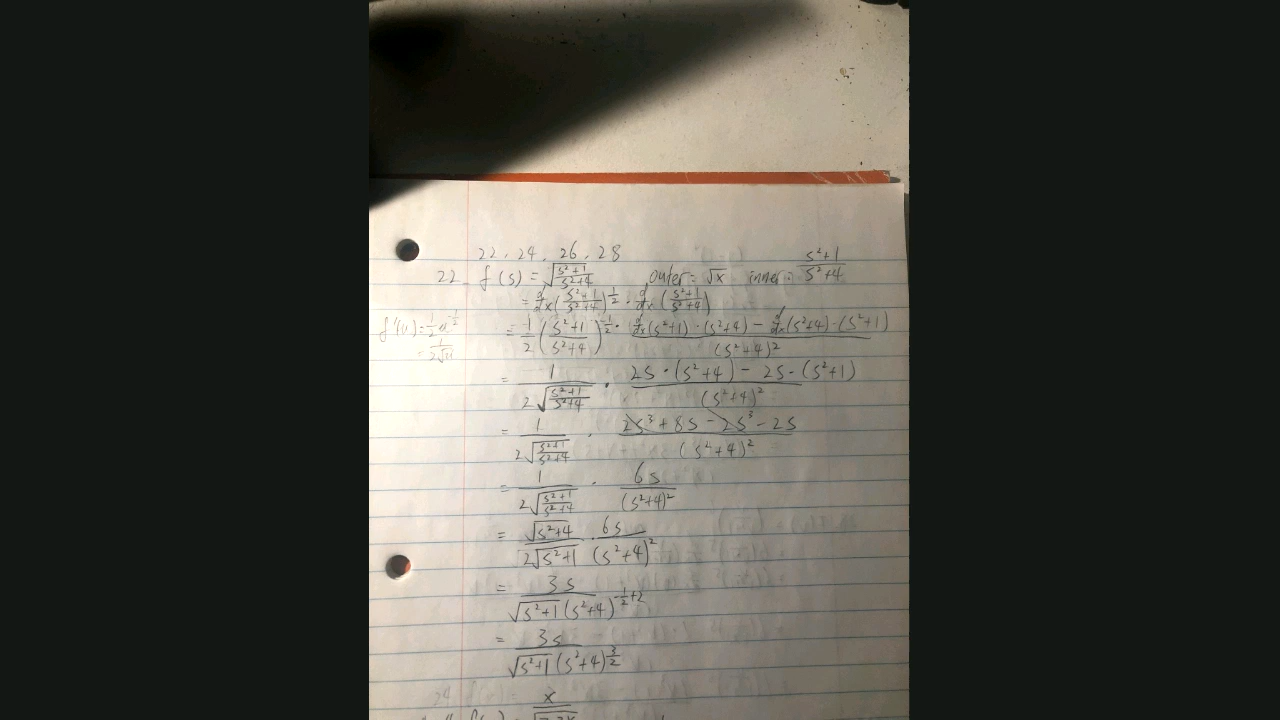 22, 24, 26, 28
22 f(s) = √((s²+1)/(s²+4)) outer: √x inner: (s²+1)/(s²+4)
= d/dx((s²+1)/(s²+4))^(1/2) · d/dx((s²+1)/(s²+4))
f'(u) = 1/2 u^(-1/2) = 1/2 ((s²+1)/(s²+4))^(-1/2) · (d/dx(s²+1)·(s²+4) - d/dx(s²+4)·(s²+1))/(s²+4)²
= 1/(2√u)
= 1/(2√((s²+1)/(s²+4))) · (2s·(s²+4) - 2s·(s²+1))/(s²+4)²
= 1/(2√((s²+1)/(s²+4))) · (2s³+8s-2s³-2s)/(s²+4)²
= 1/(2√((s²+1)/(s²+4))) · 6s/(s²+4)²
= √(s²+4)/(2√(s²+1)) · 6s/(s²+4)²
= 3s/(√(s²+1)(s²+4)^(-1/2+2))
= 3s/(√(s²+1)(s²+4)^(3/2))
24 f(x) = x